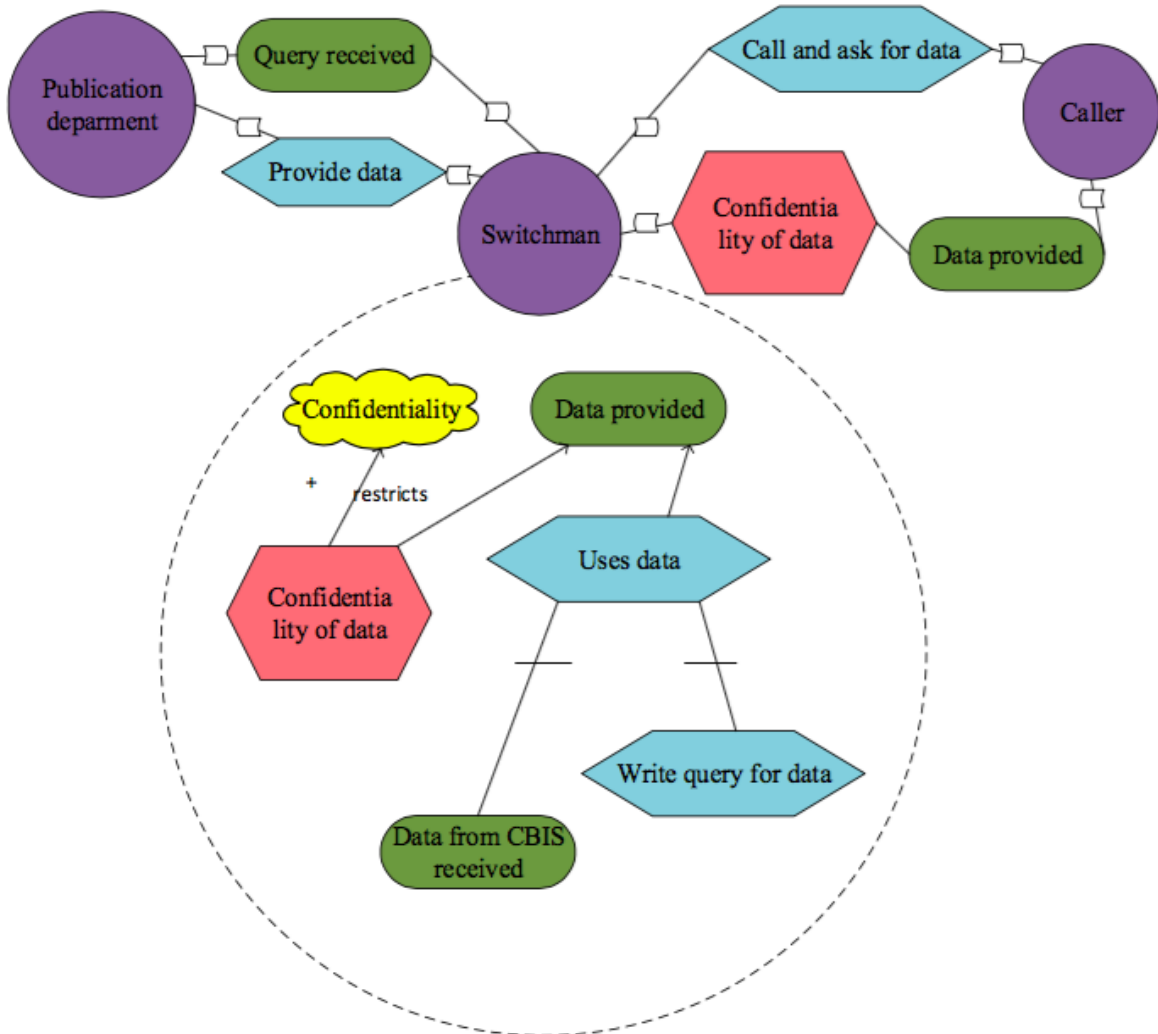 Query received
Call and ask for data
Publication
deparment
Caller
Provide data
Confidentia
lity of data
Switchman
Data provided
Confidentiality
Data provided
+
restricts
Uses data
Confidentia
lity of data
Write query for data
Data from CBIS
received